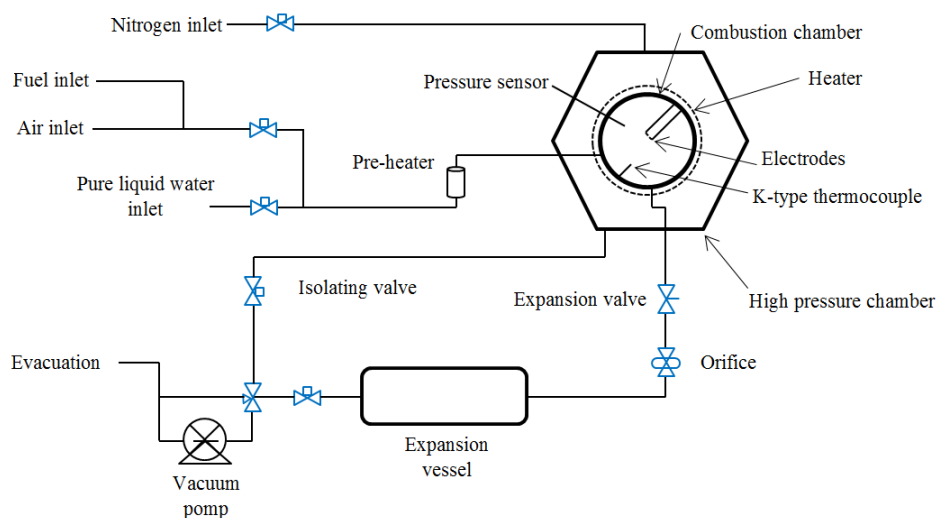 Nitrogen inlet
Combustion chamber
Fuel inlet
Pressure sensor
Heater
Air inlet
Pre-heater
Electrodes
Pure liquid water
inlet
K-type thermocouple
Isolating valve
Expansion valve
High pressure chamber
Evacuation
Orifice
Expansion
vessel
Vacuum
pump